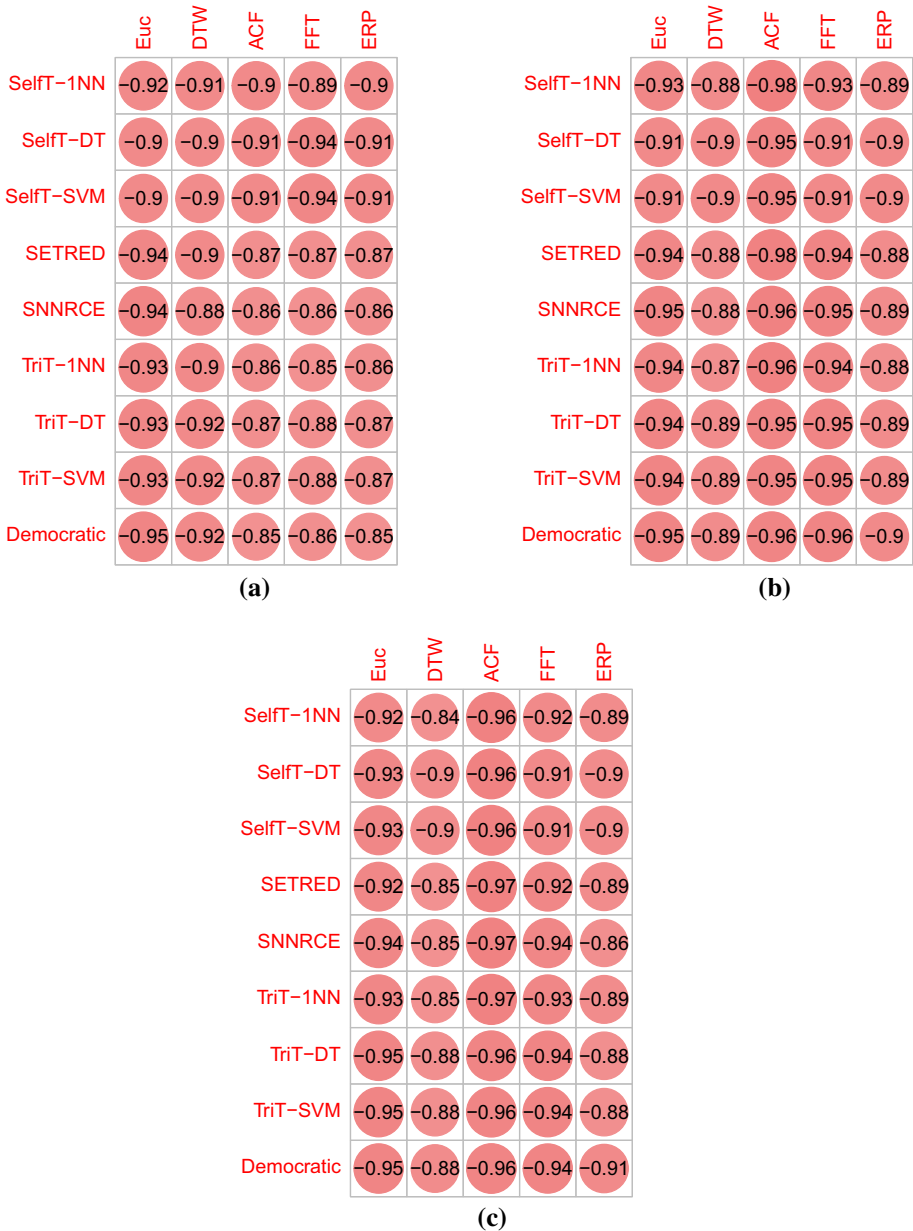 Euc DTW ACF FFT ERP
SelfT−1NN −0.92 −0.91 −0.9 −0.89 −0.9
SelfT−DT −0.9 −0.9 −0.91 −0.94 −0.91
SelfT−SVM −0.9 −0.9 −0.91 −0.94 −0.91
SETRED −0.94 −0.9 −0.87 −0.87 −0.87
SNNRCE −0.94 −0.88 −0.86 −0.86 −0.86
TriT−1NN −0.93 −0.9 −0.86 −0.85 −0.86
TriT−DT −0.93 −0.92 −0.87 −0.88 −0.87
TriT−SVM −0.93 −0.92 −0.87 −0.88 −0.87
Democratic −0.95 −0.92 −0.85 −0.86 −0.85
(a)
Euc DTW ACF FFT ERP
SelfT−1NN −0.93 −0.88 −0.98 −0.93 −0.89
SelfT−DT −0.91 −0.9 −0.95 −0.91 −0.9
SelfT−SVM −0.91 −0.9 −0.95 −0.91 −0.9
SETRED −0.94 −0.88 −0.98 −0.94 −0.88
SNNRCE −0.95 −0.88 −0.96 −0.95 −0.89
TriT−1NN −0.94 −0.87 −0.96 −0.94 −0.88
TriT−DT −0.94 −0.89 −0.95 −0.95 −0.89
TriT−SVM −0.94 −0.89 −0.95 −0.95 −0.89
Democratic −0.95 −0.89 −0.96 −0.96 −0.9
(b)
Euc DTW ACF FFT ERP
SelfT−1NN −0.92 −0.84 −0.96 −0.92 −0.89
SelfT−DT −0.93 −0.9 −0.96 −0.91 −0.9
SelfT−SVM −0.93 −0.9 −0.96 −0.91 −0.9
SETRED −0.92 −0.85 −0.97 −0.92 −0.89
SNNRCE −0.94 −0.85 −0.97 −0.94 −0.86
TriT−1NN −0.93 −0.85 −0.97 −0.93 −0.89
TriT−DT −0.95 −0.88 −0.96 −0.94 −0.88
TriT−SVM −0.95 −0.88 −0.96 −0.94 −0.88
Democratic −0.95 −0.88 −0.96 −0.94 −0.91
(c)